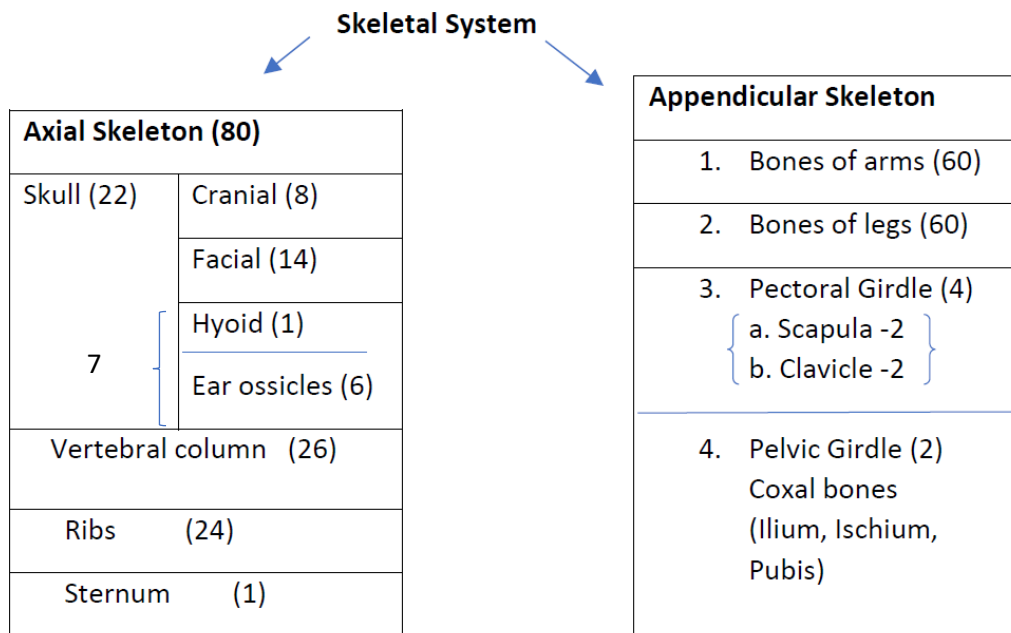 Skeletal System
Axial Skeleton (80)
Skull (22)
Cranial (8)
Facial (14)
7
Hyoid (1)
Ear ossicles (6)
Vertebral column (26)
Ribs (24)
Sternum (1)
Appendicular Skeleton
1. Bones of arms (60)
2. Bones of legs (60)
3. Pectoral Girdle (4)
a. Scapula -2
b. Clavicle -2
4. Pelvic Girdle (2)
Coxal bones
(Ilium, Ischium,
Pubis)